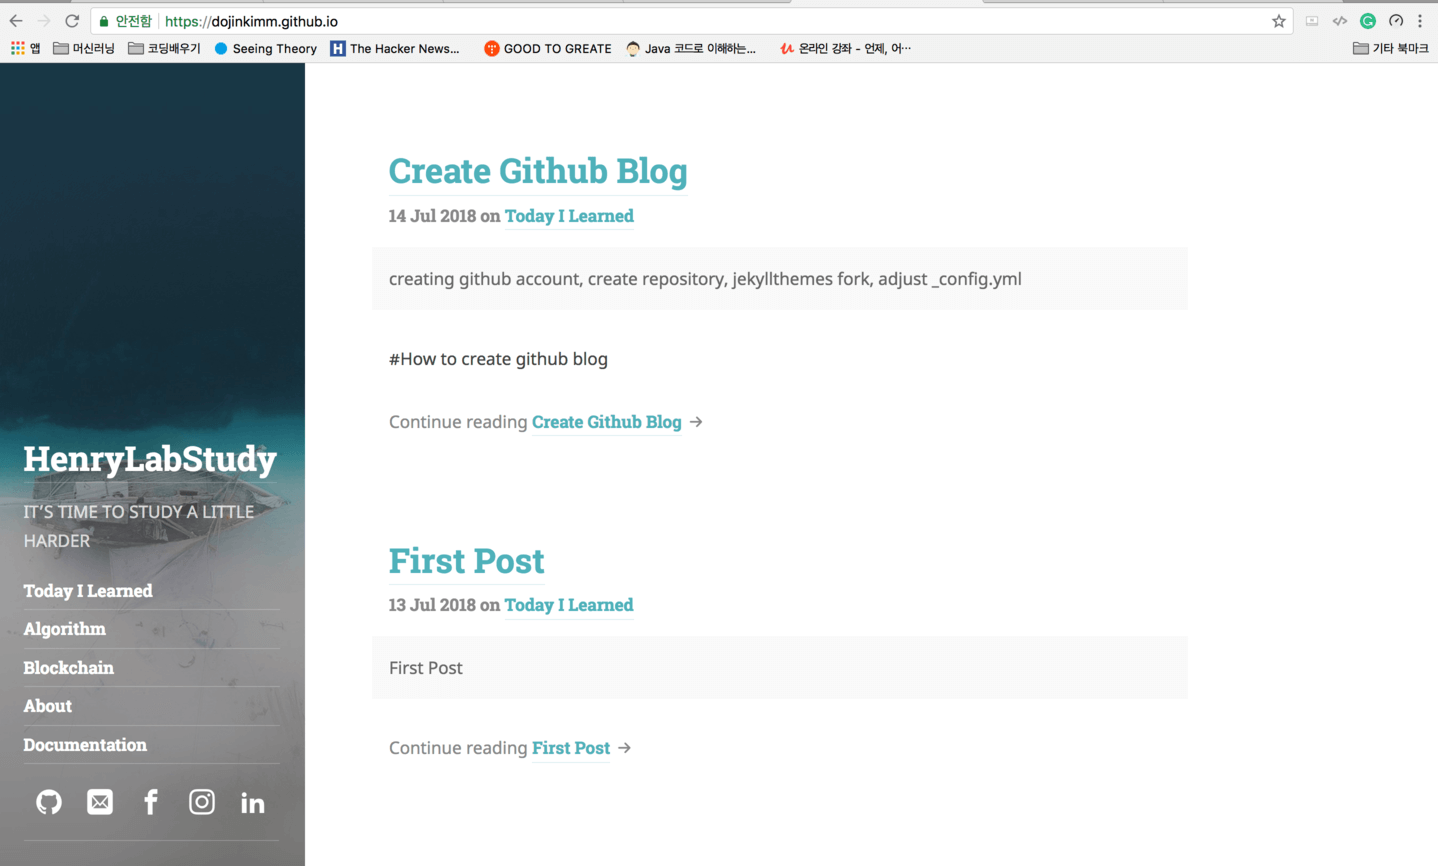 안전함 https://dojinkimm.github.io
앱 머신러닝 코딩배우기 Seeing Theory The Hacker News... GOOD TO GREATE Java 코드로 이해하는... 온라인 강좌 - 언제, 어… 기타 북마크
Create Github Blog
14 Jul 2018 on Today I Learned
creating github account, create repository, jekyllthemes fork, adjust _config.yml
#How to create github blog
Continue reading Create Github Blog →
First Post
13 Jul 2018 on Today I Learned
First Post
Continue reading First Post →
HenryLabStudy
IT'S TIME TO STUDY A LITTLE
HARDER
Today I Learned
Algorithm
Blockchain
About
Documentation